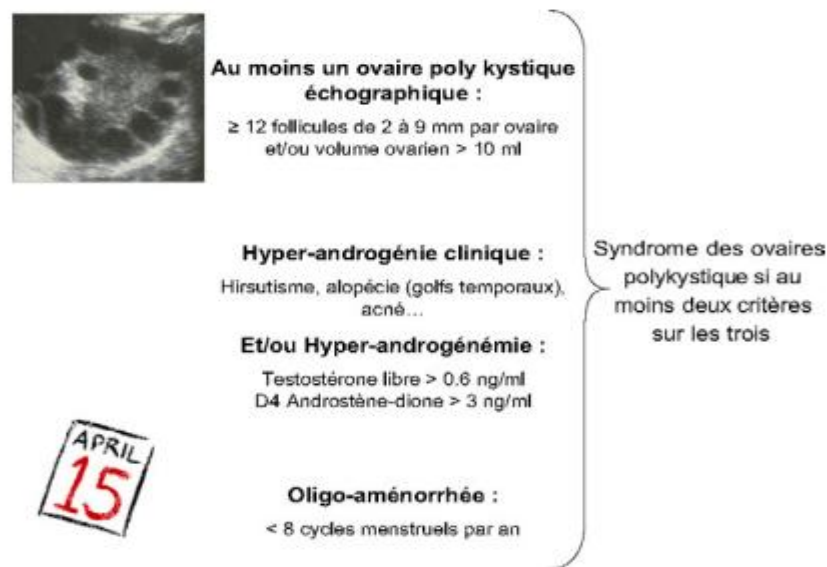 Au moins un ovaire poly kystique
échographique :
≥ 12 follicules de 2 à 9 mm par ovaire
et/ou volume ovarien > 10 ml
Hyper-androgénie clinique :
Hirsutisme, alopécie (golfs temporaux),
acné…
Et/ou Hyper-androgénémie :
Testostérone libre > 0.6 ng/ml
D4 Androstène-dione > 3 ng/ml
Syndrome des ovaires
polykystique si au
moins deux critères
sur les trois
APRIL
15
Oligo-aménorrhée :
< 8 cycles menstruels par an